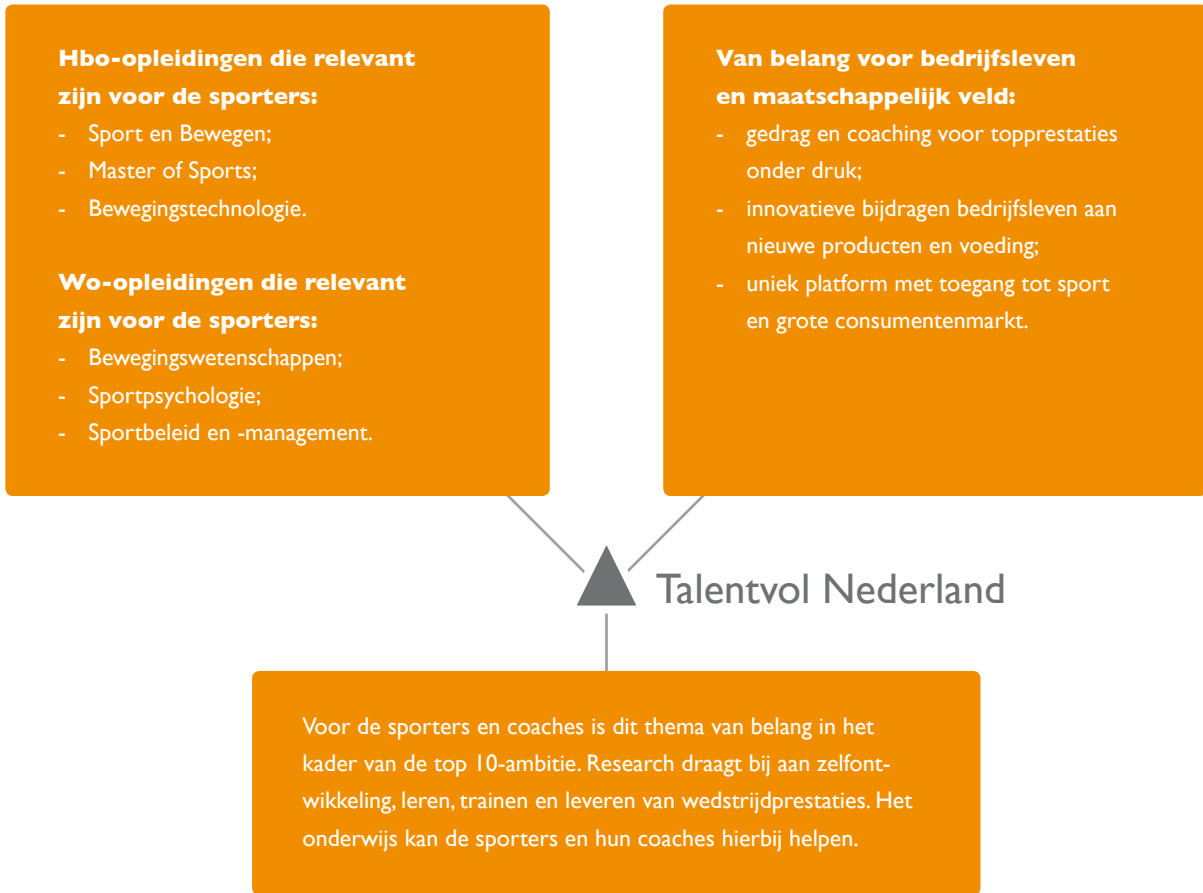 Hbo-opleidingen die relevant
zijn voor de sporters:
- Sport en Bewegen;
- Master of Sports;
- Bewegingstechnologie.
Wo-opleidingen die relevant
zijn voor de sporters:
- Bewegingswetenschappen;
- Sportpsychologie;
- Sportbeleid en -management.
Van belang voor bedrijfsleven
en maatschappelijk veld:
- gedrag en coaching voor topprestaties
onder druk;
- innovatieve bijdragen bedrijfsleven aan
nieuwe producten en voeding;
- uniek platform met toegang tot sport
en grote consumentenmarkt.
Talentvol Nederland
Voor de sporters en coaches is dit thema van belang in het
kader van de top 10-ambitie. Research draagt bij aan zelfont-
wikkeling, leren, trainen en leveren van wedstrijdprestaties. Het
onderwijs kan de sporters en hun coaches hierbij helpen.